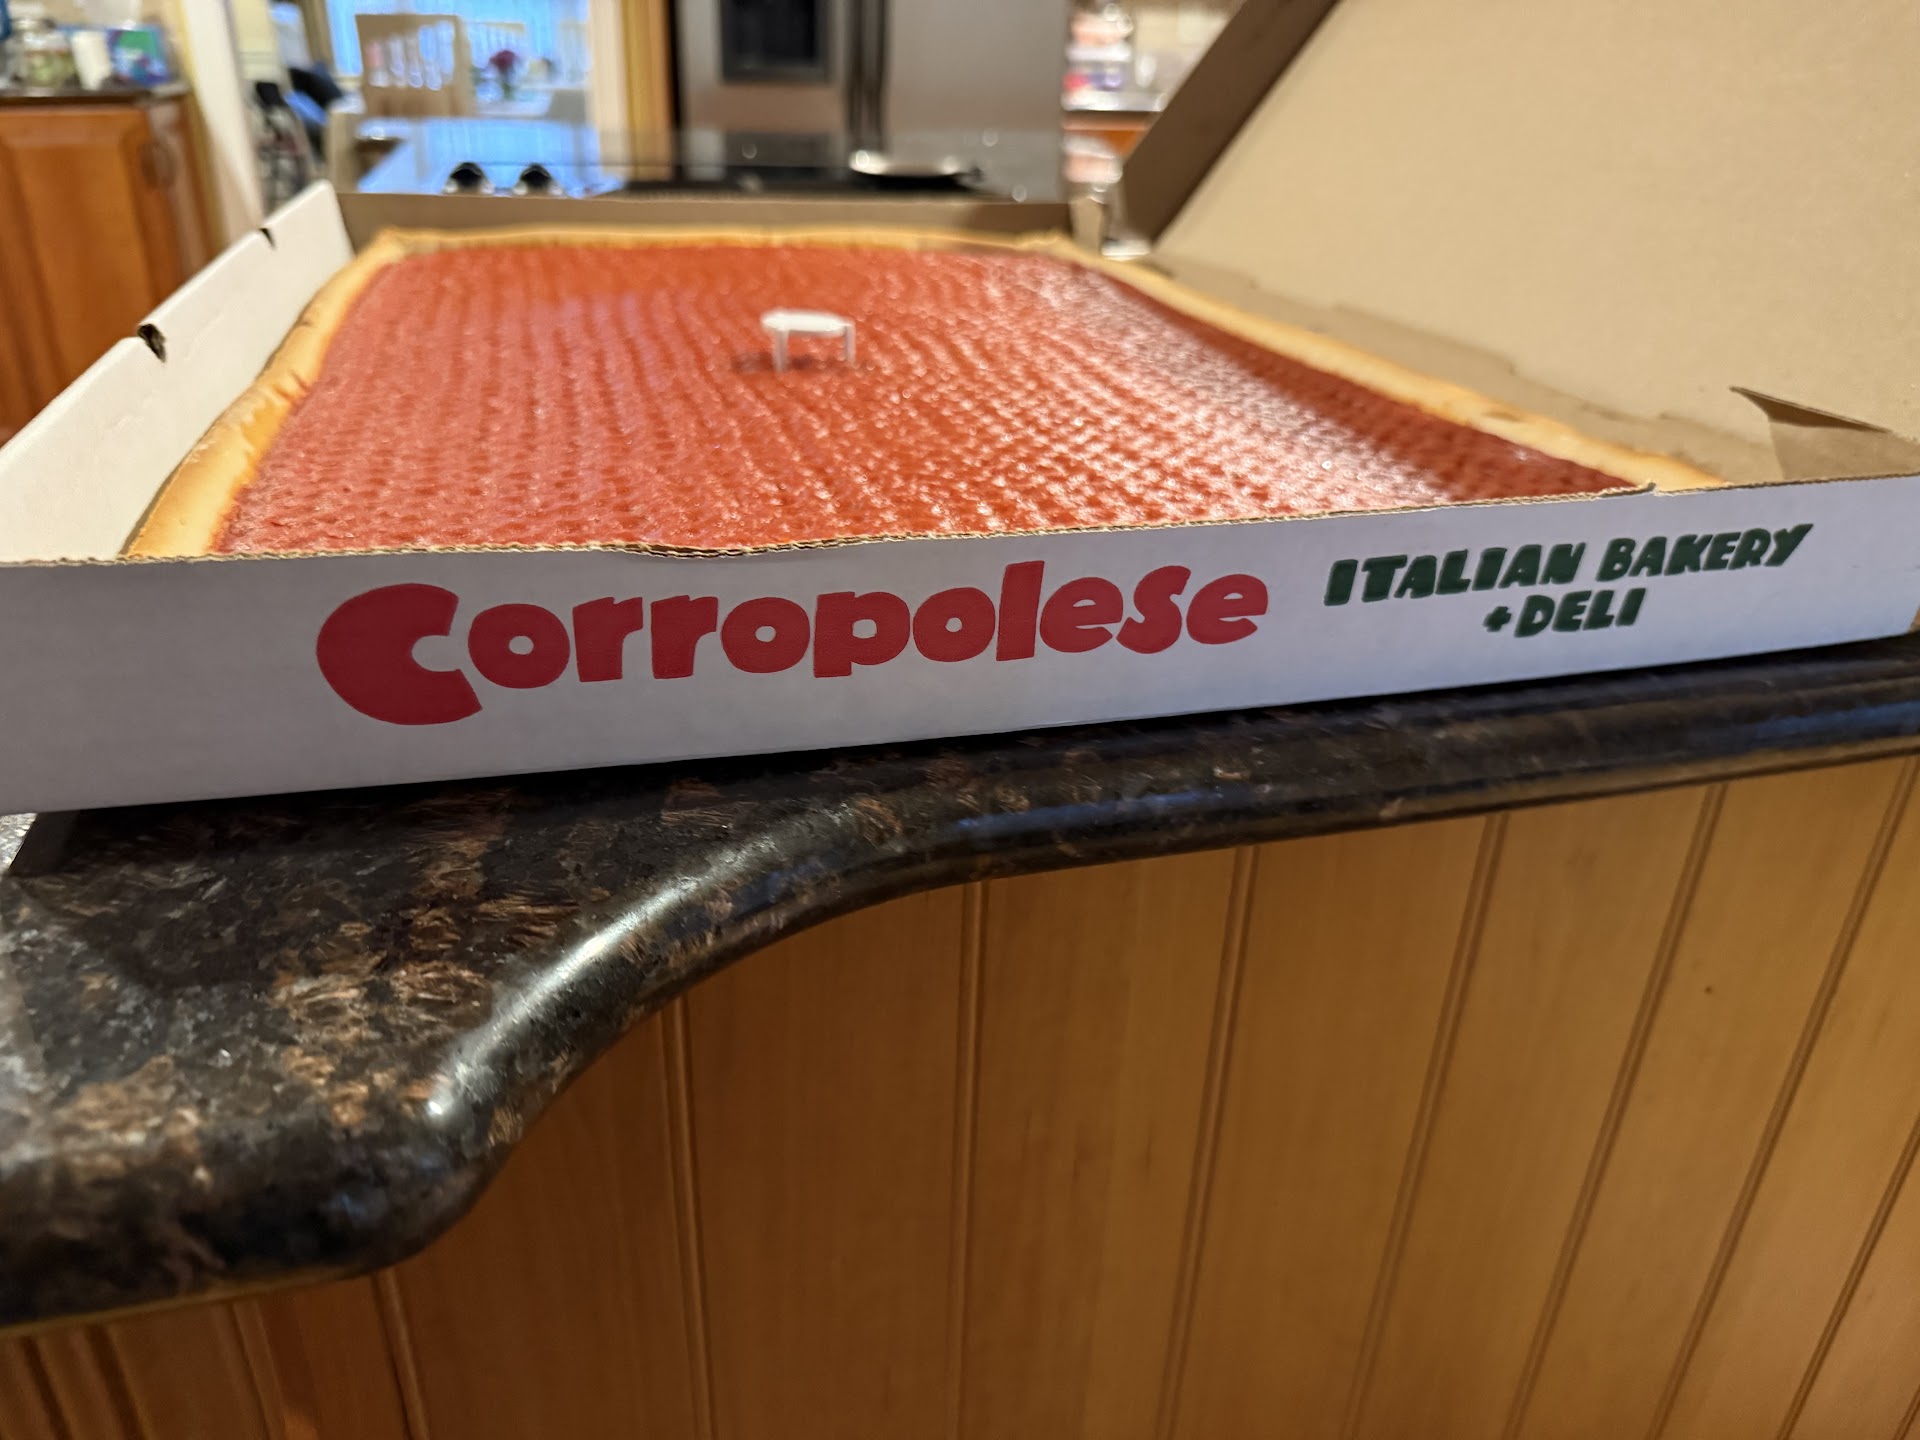 Corropolese
ITALIAN BAKERY
+ DELI